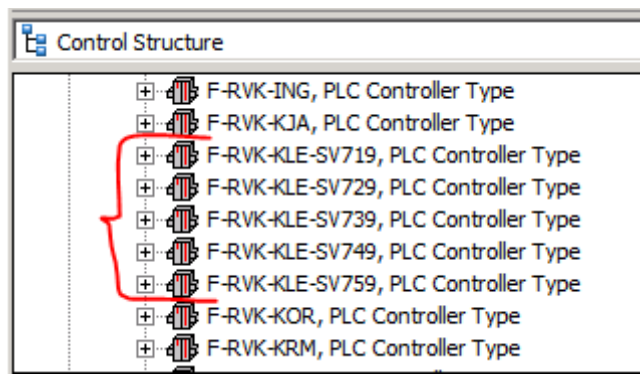 Control Structure
F-RVK-ING, PLC Controller Type
F-RVK-KJA, PLC Controller Type
F-RVK-KLE-SV719, PLC Controller Type
F-RVK-KLE-SV729, PLC Controller Type
F-RVK-KLE-SV739, PLC Controller Type
F-RVK-KLE-SV749, PLC Controller Type
F-RVK-KLE-SV759, PLC Controller Type
F-RVK-KOR, PLC Controller Type
F-RVK-KRM, PLC Controller Type